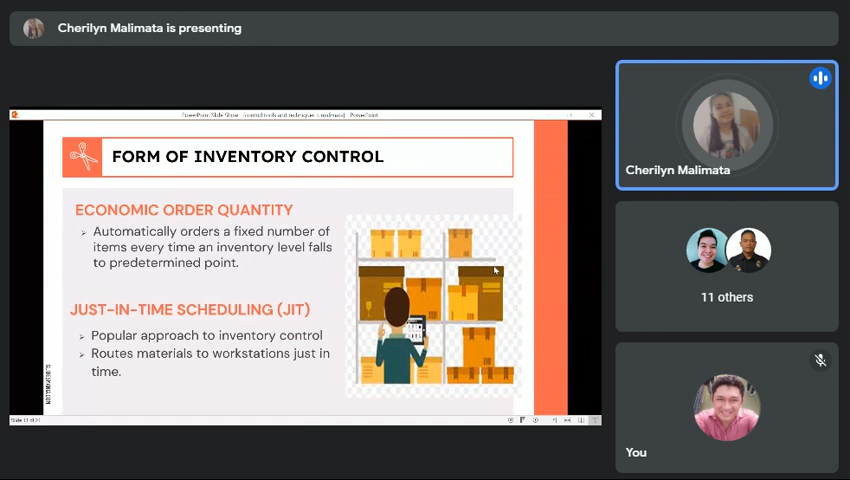 Cherilyn Malimata is presenting
FORM OF INVENTORY CONTROL
ECONOMIC ORDER QUANTITY
➢ Automatically orders a fixed number of
items every time an inventory level falls
to predetermined point.
JUST-IN-TIME SCHEDULING (JIT)
➢ Popular approach to inventory control
➢ Routes materials to workstations just in
time.
Cherilyn Malimata
11 others
You